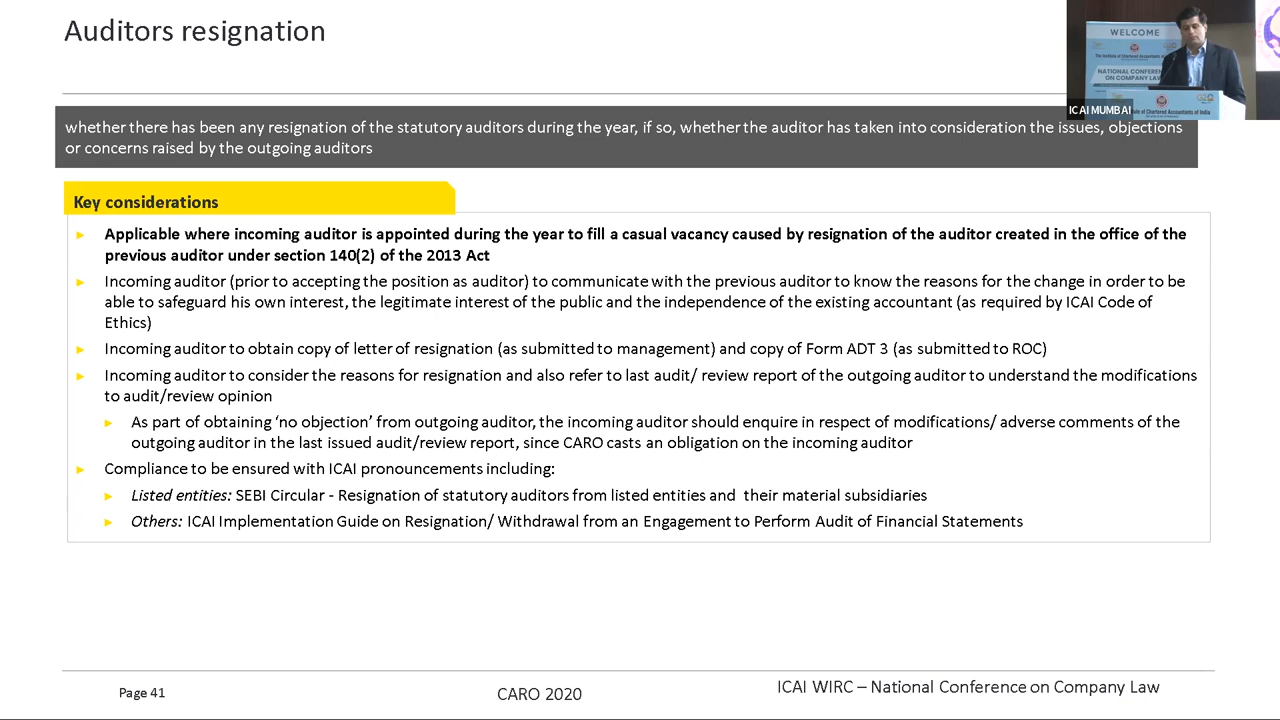 Auditors resignation
WELCOME
The Institute of Chartered Accountants
NATIONAL CONFEREN
ON COMPANY LAW
ICAI MUMBAI
te of Chartered Accountants of India
whether there has been any resignation of the statutory auditors during the year, if so, whether the auditor has taken into consideration the issues, objections
or concerns raised by the outgoing auditors
Key considerations
► Applicable where incoming auditor is appointed during the year to fill a casual vacancy caused by resignation of the auditor created in the office of the
previous auditor under section 140(2) of the 2013 Act
► Incoming auditor (prior to accepting the position as auditor) to communicate with the previous auditor to know the reasons for the change in order to be
able to safeguard his own interest, the legitimate interest of the public and the independence of the existing accountant (as required by ICAI Code of
Ethics)
► Incoming auditor to obtain copy of letter of resignation (as submitted to management) and copy of Form ADT 3 (as submitted to ROC)
► Incoming auditor to consider the reasons for resignation and also refer to last audit/ review report of the outgoing auditor to understand the modifications
to audit/review opinion
► As part of obtaining ‘no objection’ from outgoing auditor, the incoming auditor should enquire in respect of modifications/ adverse comments of the
outgoing auditor in the last issued audit/review report, since CARO casts an obligation on the incoming auditor
► Compliance to be ensured with ICAI pronouncements including:
► Listed entities: SEBI Circular - Resignation of statutory auditors from listed entities and their material subsidiaries
► Others: ICAI Implementation Guide on Resignation/ Withdrawal from an Engagement to Perform Audit of Financial Statements
Page 41
CARO 2020
ICAI WIRC – National Conference on Company Law